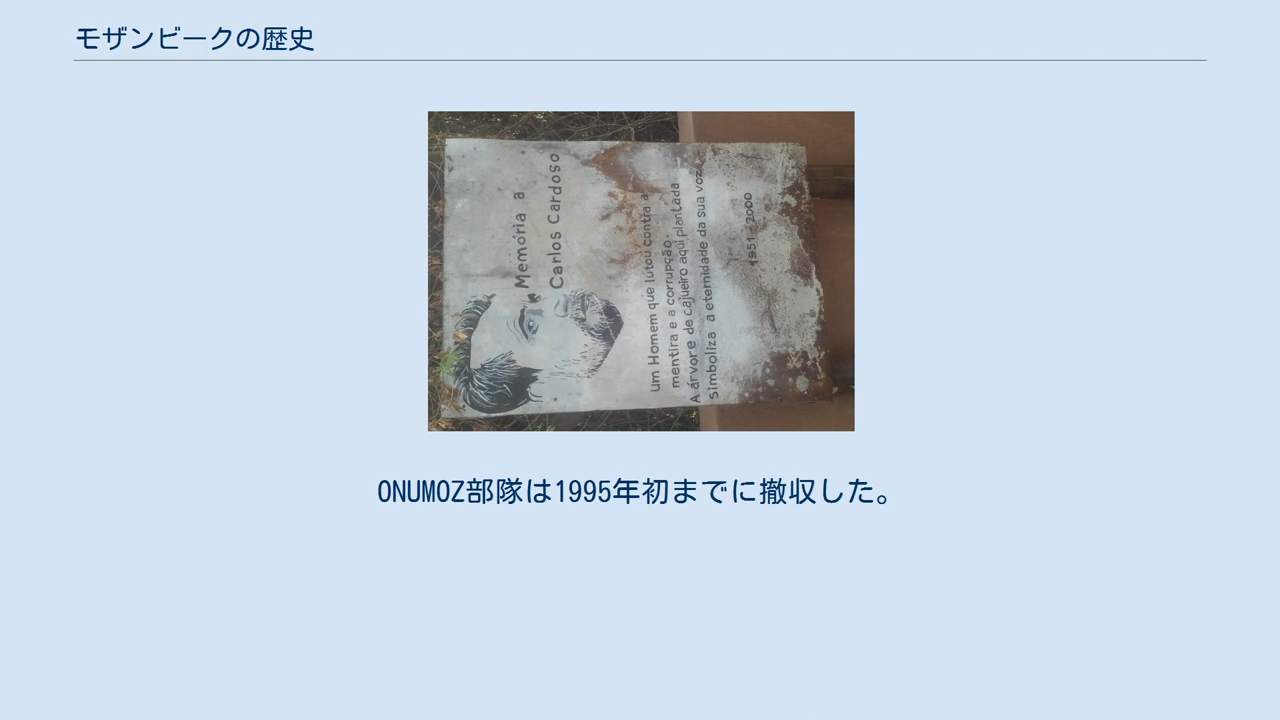 モザンビークの歴史
Memória a
Carlos Cardoso
um Homem que lutou contra a
mentira e a corrupção.
A árvore de cajueiro aqui plantada
simboliza a eternidade da sua voz.
1951-2000
ONUMOZ部隊は1995年初までに撤収した。